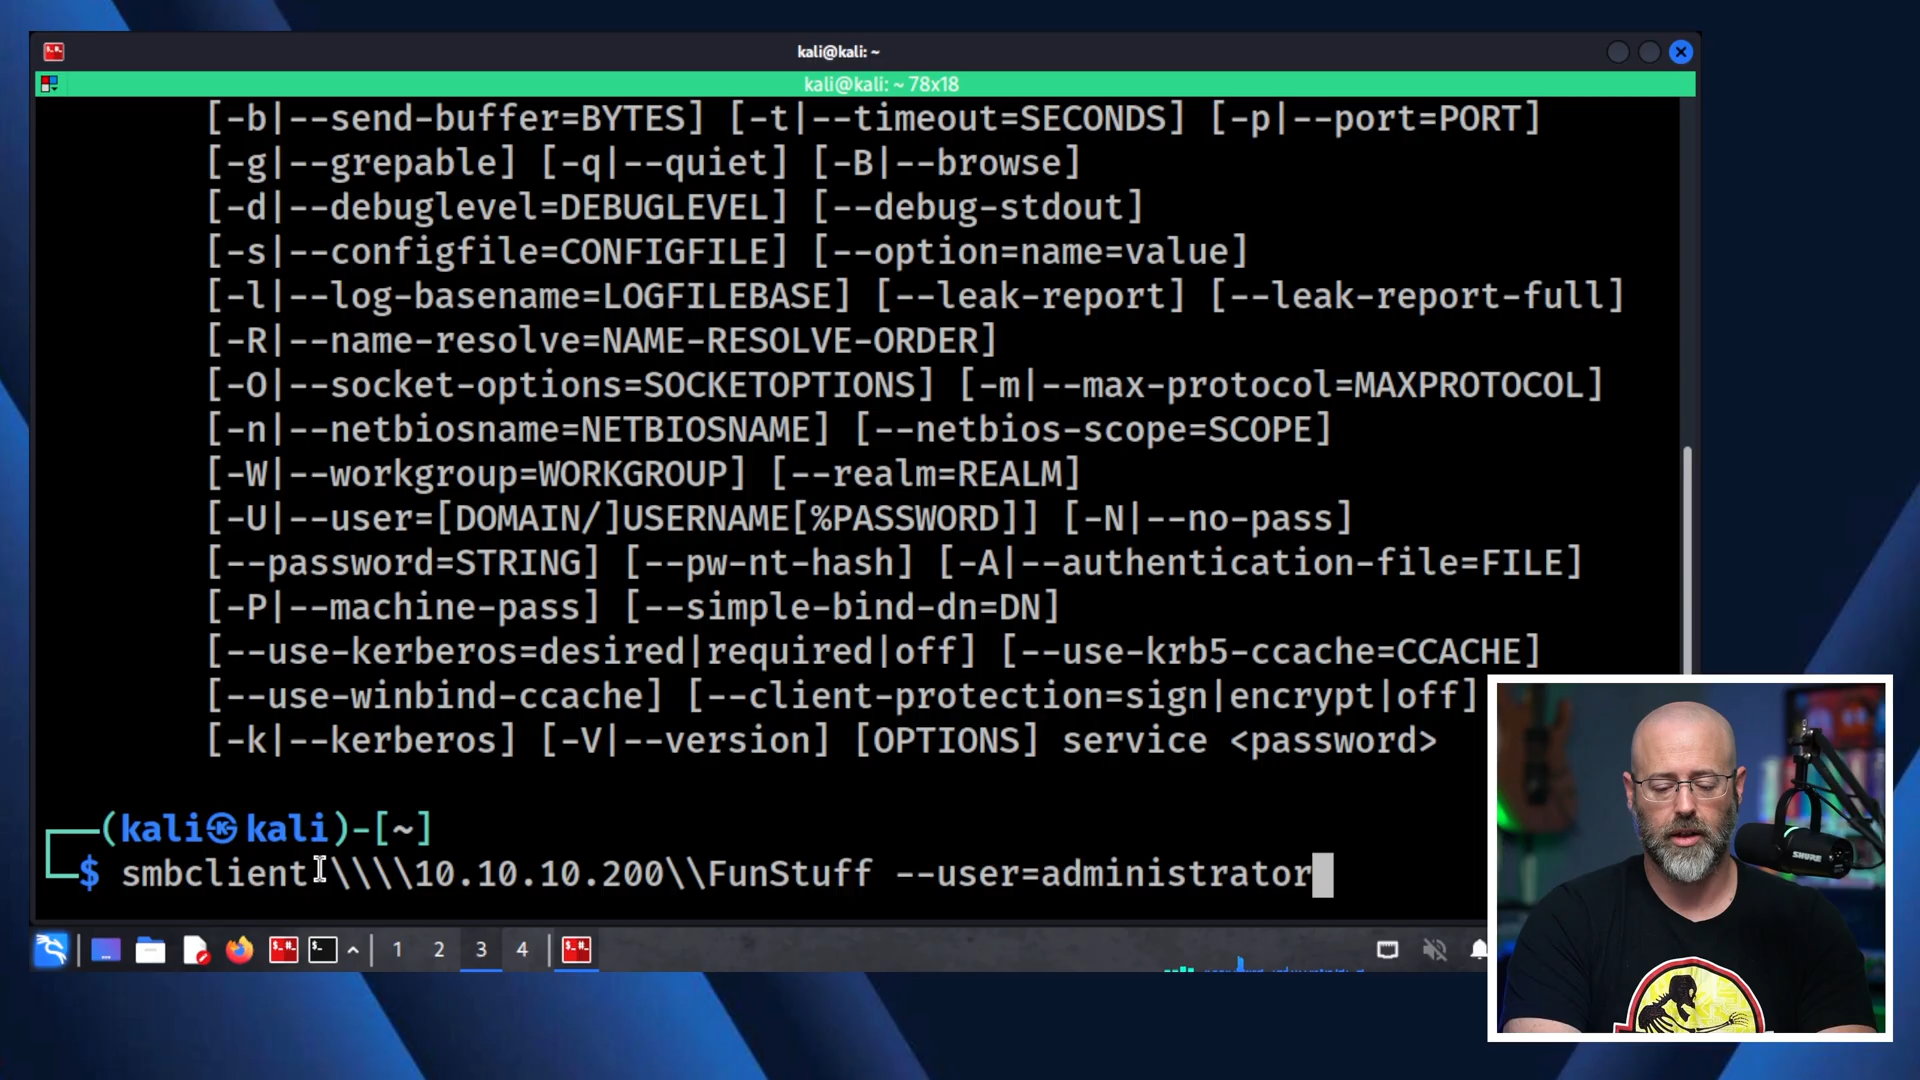 kali@kali: ~
kali@kali: ~ 78x18
[-b|--send-buffer=BYTES] [-t|--timeout=SECONDS] [-p|--port=PORT]
[-g|--grepable] [-q|--quiet] [-B|--browse]
[-d|--debuglevel=DEBUGLEVEL] [--debug-stdout]
[-s|--configfile=CONFIGFILE] [--option=name=value]
[-l|--log-basename=LOGFILEBASE] [--leak-report] [--leak-report-full]
[-R|--name-resolve=NAME-RESOLVE-ORDER]
[-O|--socket-options=SOCKETOPTIONS] [-m|--max-protocol=MAXPROTOCOL]
[-n|--netbiosname=NETBIOSNAME] [--netbios-scope=SCOPE]
[-W|--workgroup=WORKGROUP] [--realm=REALM]
[-U|--user=[DOMAIN/]USERNAME[%PASSWORD]] [-N|--no-pass]
[--password=STRING] [--pw-nt-hash] [-A|--authentication-file=FILE]
[-P|--machine-pass] [--simple-bind-dn=DN]
[--use-kerberos=desired|required|off] [--use-krb5-ccache=CCACHE]
[--use-winbind-ccache] [--client-protection=sign|encrypt|off]
[-k|--kerberos] [-V|--version] [OPTIONS] service <password>
(kali㉿kali)-[~]
$ smbclient \\\\10.10.10.200\\FunStuff --user=administrator
1 2 3 4
SHURE